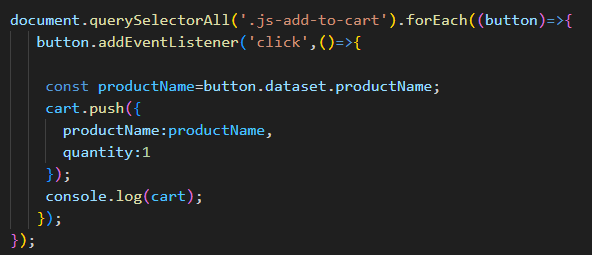 document.querySelectorAll('.js-add-to-cart').forEach((button)=>{
button.addEventListener('click',()=>{
const productName=button.dataset.productName;
cart.push({
productName:productName,
quantity:1
});
console.log(cart);
});
});